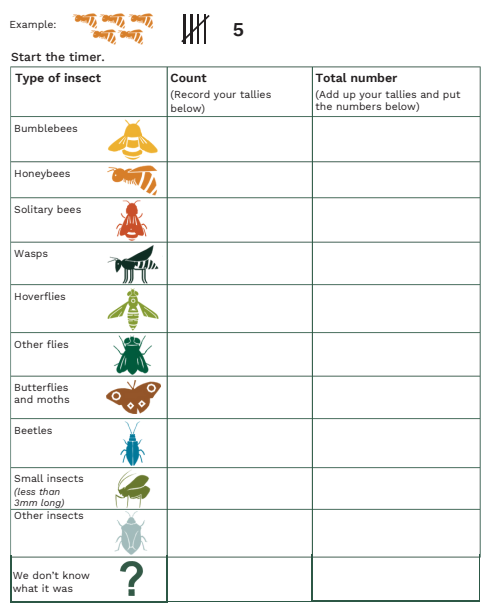 Example:
5
Start the timer.
Type of insect
Count
(Record your tallies
below)
Total number
(Add up your tallies and put
the numbers below)
Bumblebees
Honeybees
Solitary bees
Wasps
Hoverflies
Other flies
Butterflies
and moths
Beetles
Small insects
(less than
3mm long)
Other insects
We don’t know
what it was
?